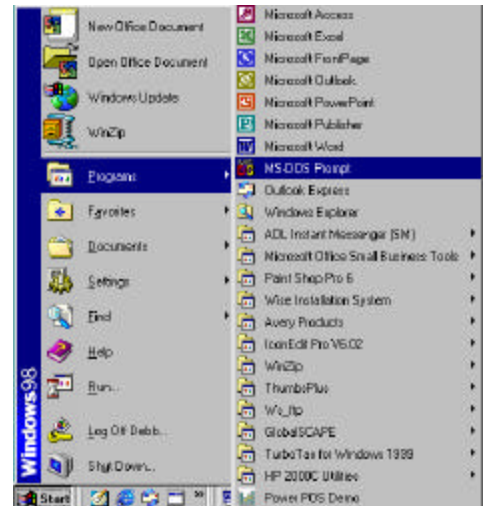 New Office Document
Open Office Document
Windows Update
WinZip
Programs
Favorites
Documents
Settings
Find
Help
Run...
Log Off Debb...
Shut Down...
Windows98
Start
Microsoft Access
Microsoft Excel
Microsoft FrontPage
Microsoft Outlook
Microsoft PowerPoint
Microsoft Publisher
Microsoft Word
MS-DOS Prompt
Outlook Express
Windows Explorer
AOL Instant Messenger (SM)
Microsoft Office Small Business Tools
Paint Shop Pro 6
Wise Installation System
Avery Products
IconEdit Pro V6.02
WinZip
ThumbsPlus
Ws_ftp
GlobalSCAPE
TurboTax for Windows 1999
HP 2000C Utilities
Power POS Demo